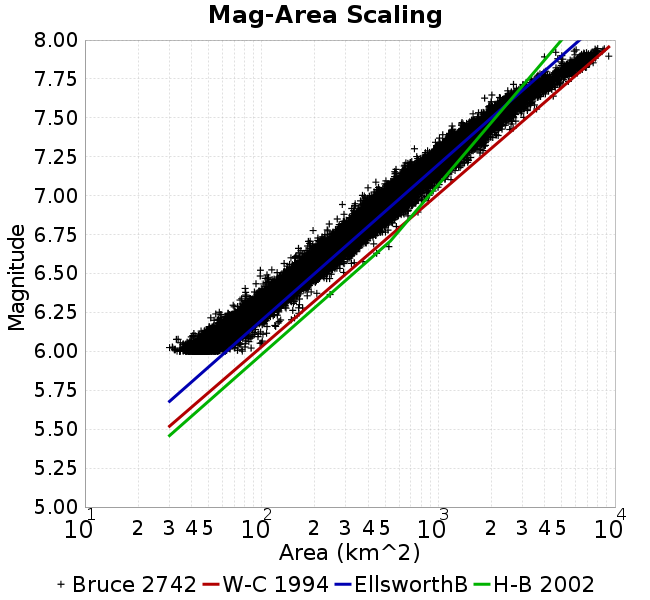 Mag-Area Scaling
Magnitude
8.00
7.75
7.50
7.25
7.00
6.75
6.50
6.25
6.00
5.75
5.50
5.25
5.00
10^1 2 3 4 5 10^2 2 3 4 5 10^3 2 3 4 5 10^4
Area (km^2)
Bruce 2742 W-C 1994 EllsworthB H-B 2002